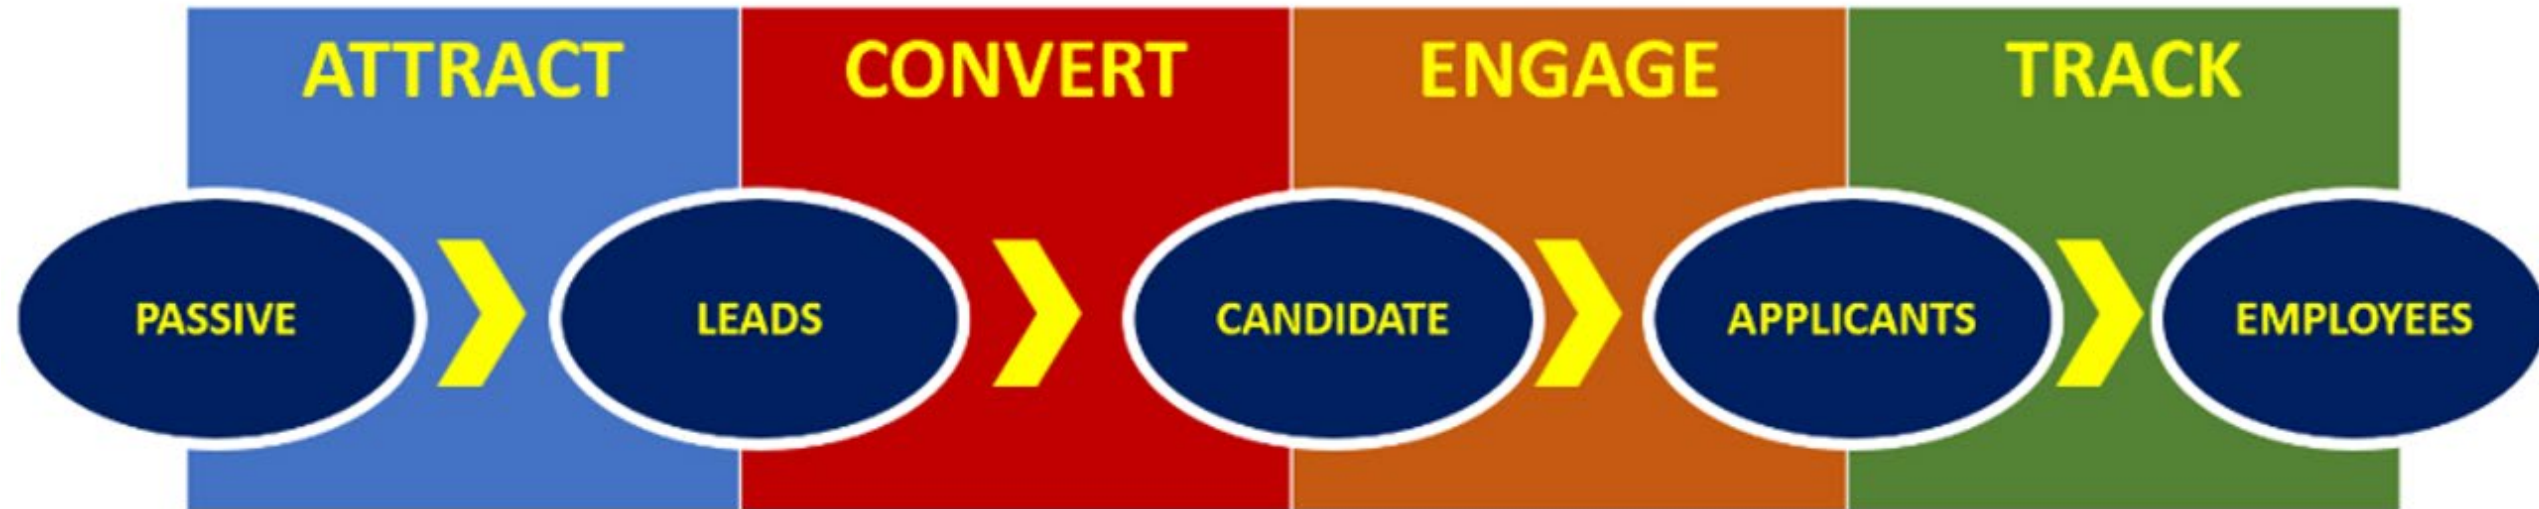 ATTRACT CONVERT ENGAGE TRACK
PASSIVE LEADS CANDIDATE APPLICANTS EMPLOYEES